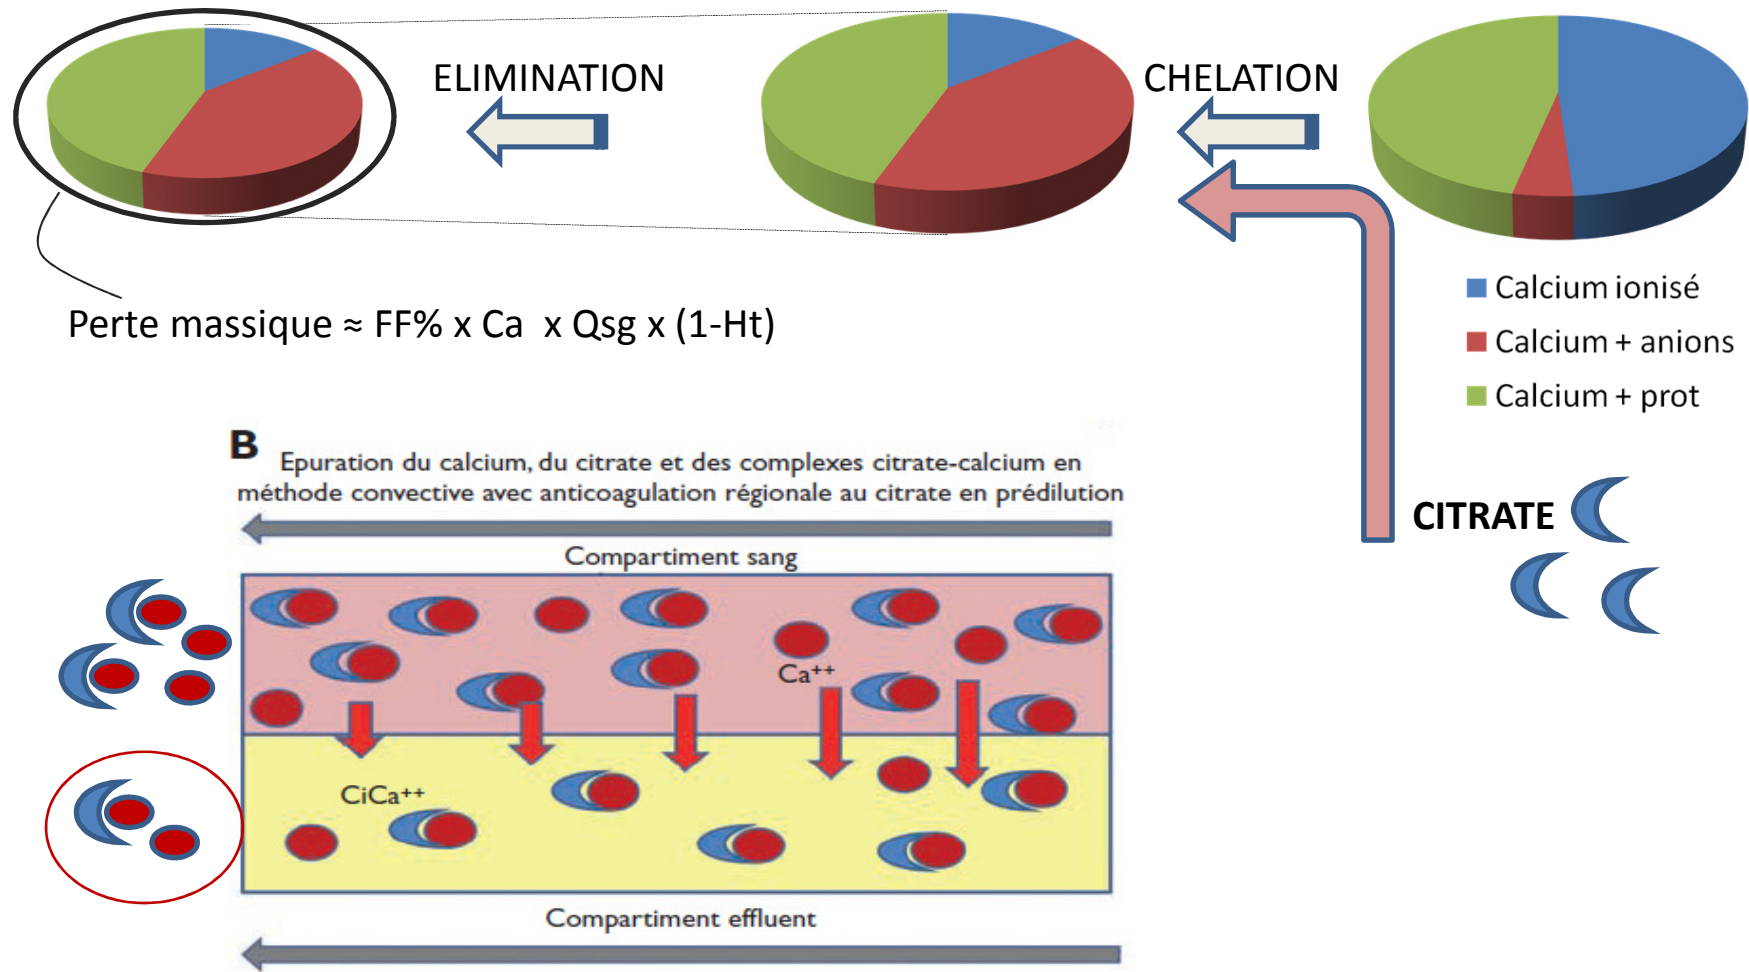 ELIMINATION
CHELATION
Perte massique ≈ FF% x Ca x Qsg x (1-Ht)
Calcium ionisé
Calcium + anions
Calcium + prot
CITRATE
B
Epuration du calcium, du citrate et des complexes citrate-calcium en
méthode convective avec anticoagulation régionale au citrate en prédilution
Compartiment sang
Ca++
CiCa++
Compartiment effluent